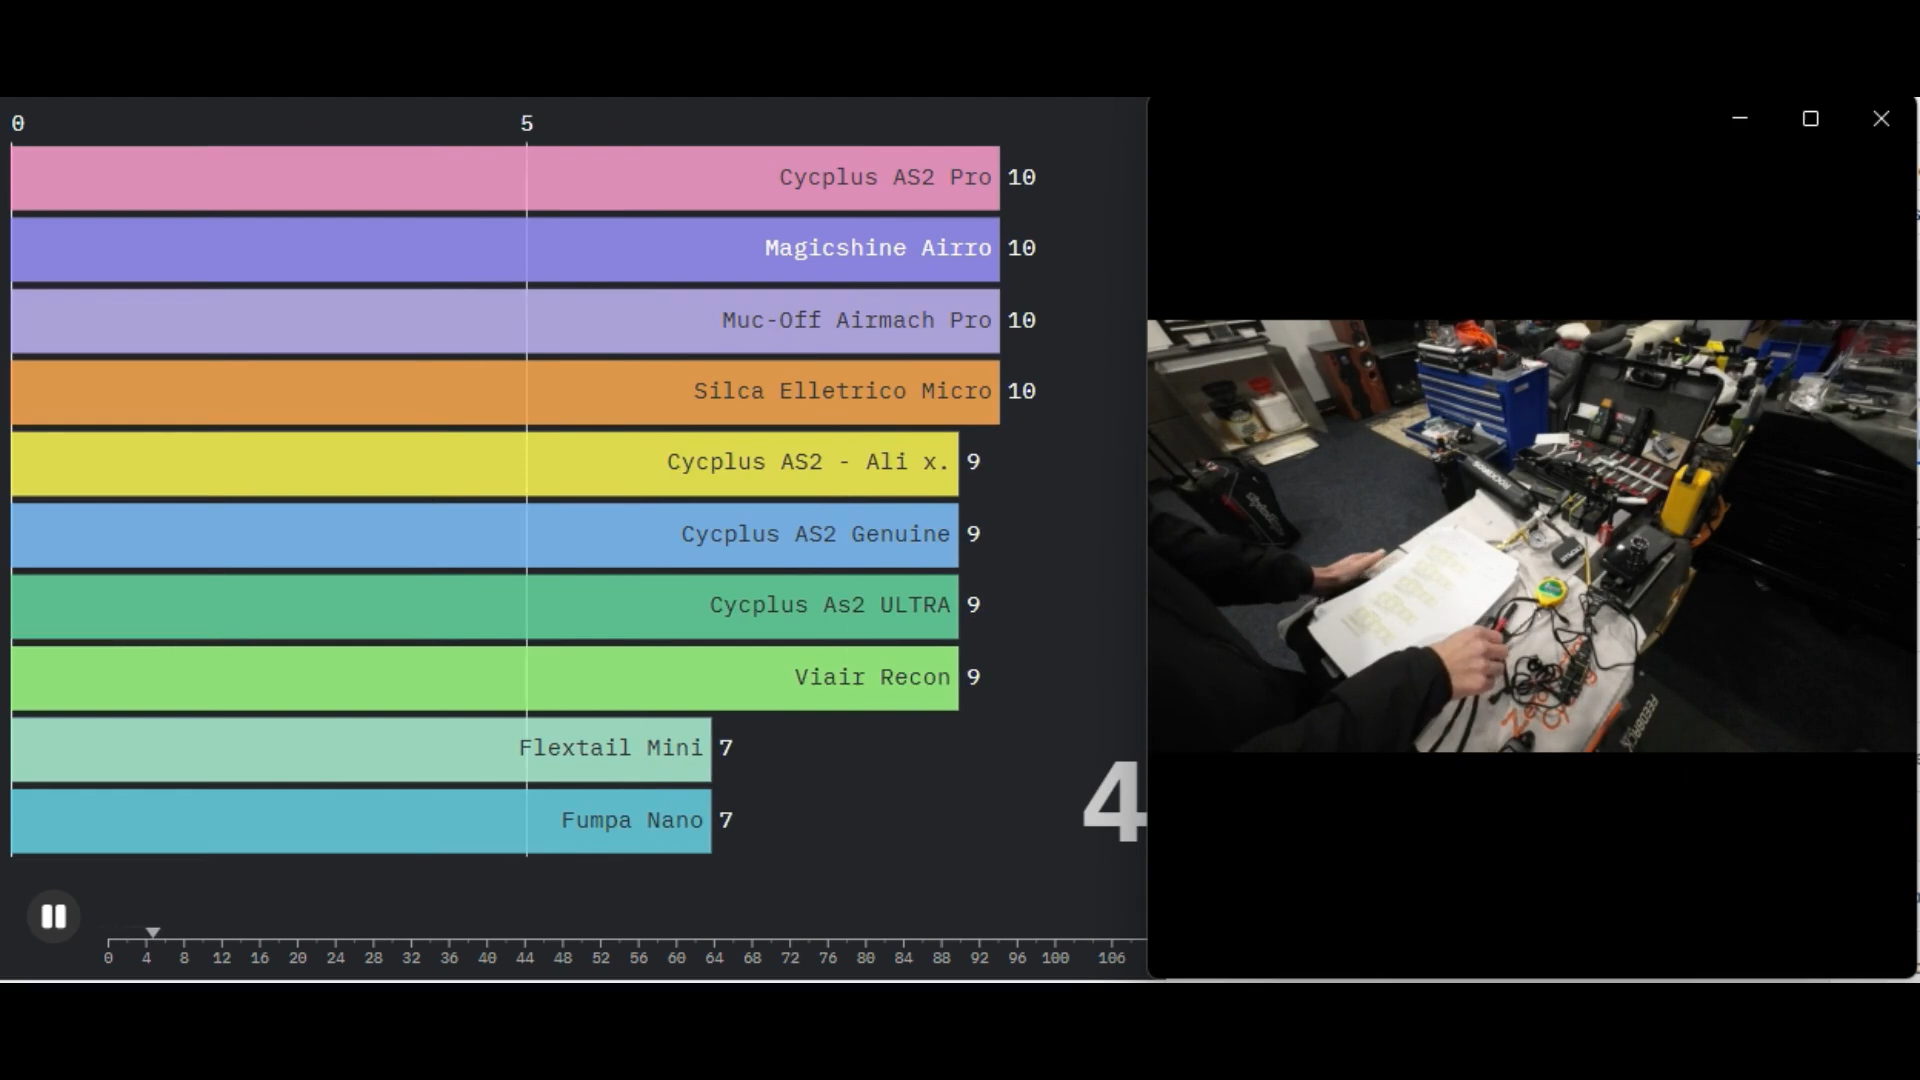 0 5
Cycplus AS2 Pro 10
Magicshine Airro 10
Muc-Off Airmach Pro 10
Silca Elletrico Micro 10
Cycplus AS2 - Ali x. 9
Cycplus AS2 Genuine 9
Cycplus As2 ULTRA 9
Viair Recon 9
Flextail Mini 7
Fumpa Nano 7
4
0 4 8 12 16 20 24 28 32 36 40 44 48 52 56 60 64 68 72 76 80 84 88 92 96 100 106
ROCKBROS
FEEDBACK